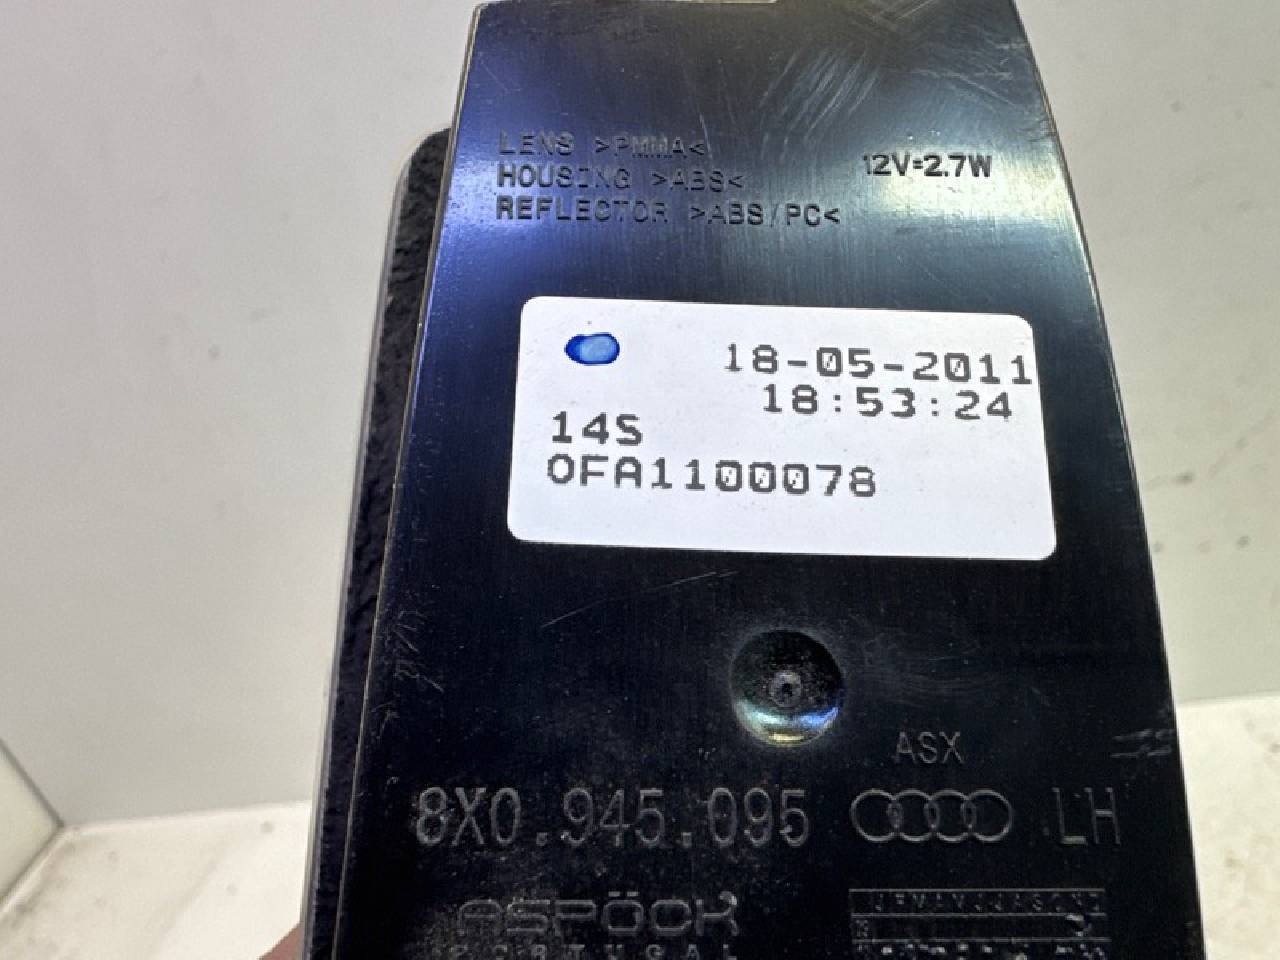 LENS >PMMA<
HOUSING >ABS<
REFLECTOR >ABS/PC<
12V=2.7W
18-05-2011
18:53:24
14S
0FA1100078
ASX
8X0.945.095 LH
ASPÖCK
PORTUGAL
JFMAMJJASOND